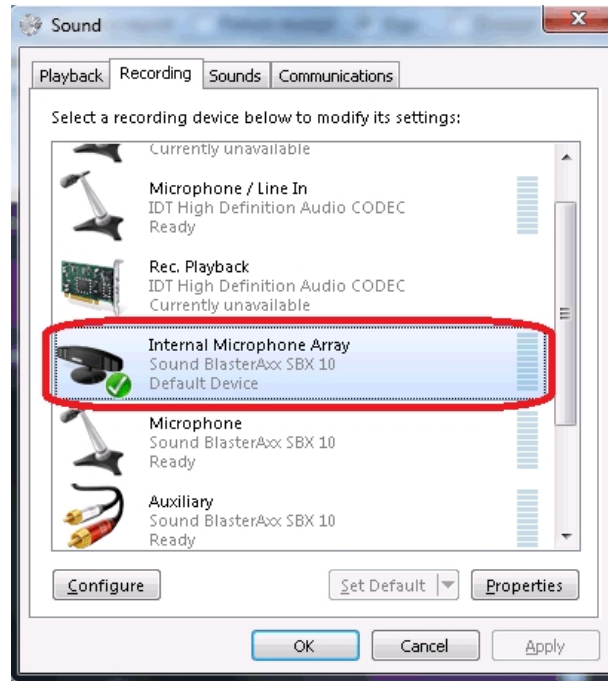 Sound
Playback Recording Sounds Communications
Select a recording device below to modify its settings:
Currently unavailable
Microphone / Line In
IDT High Definition Audio CODEC
Ready
Rec. Playback
IDT High Definition Audio CODEC
Currently unavailable
Internal Microphone Array
Sound BlasterAxx SBX 10
Default Device
Microphone
Sound BlasterAxx SBX 10
Ready
Auxiliary
Sound BlasterAxx SBX 10
Ready
Configure Set Default Properties
OK Cancel Apply